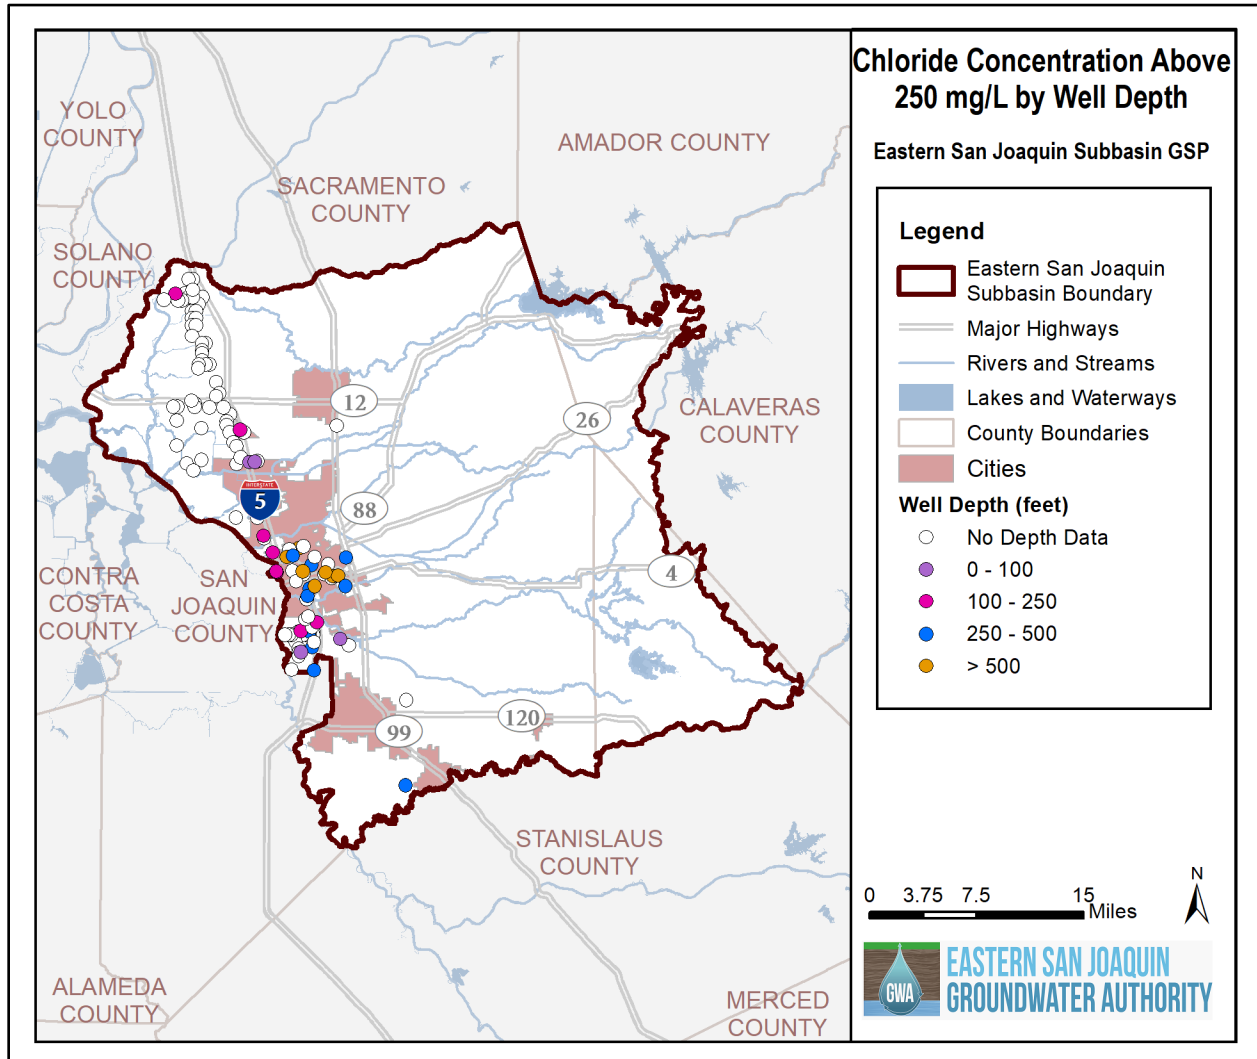 Chloride Concentration Above
250 mg/L by Well Depth
Eastern San Joaquin Subbasin GSP
Legend
Eastern San Joaquin
Subbasin Boundary
Major Highways
Rivers and Streams
Lakes and Waterways
County Boundaries
Cities
Well Depth (feet)
No Depth Data
0 - 100
100 - 250
250 - 500
> 500
YOLO
COUNTY
AMADOR COUNTY
SACRAMENTO
COUNTY
SOLANO
COUNTY
12
26
CALAVERAS
COUNTY
INTERSTATE
5
88
4
CONTRA
COSTA
COUNTY
SAN
JOAQUIN
COUNTY
120
99
STANISLAUS
COUNTY
ALAMEDA
COUNTY
MERCED
COUNTY
N
0 3.75 7.5 15
Miles
GWA
EASTERN SAN JOAQUIN
GROUNDWATER AUTHORITY